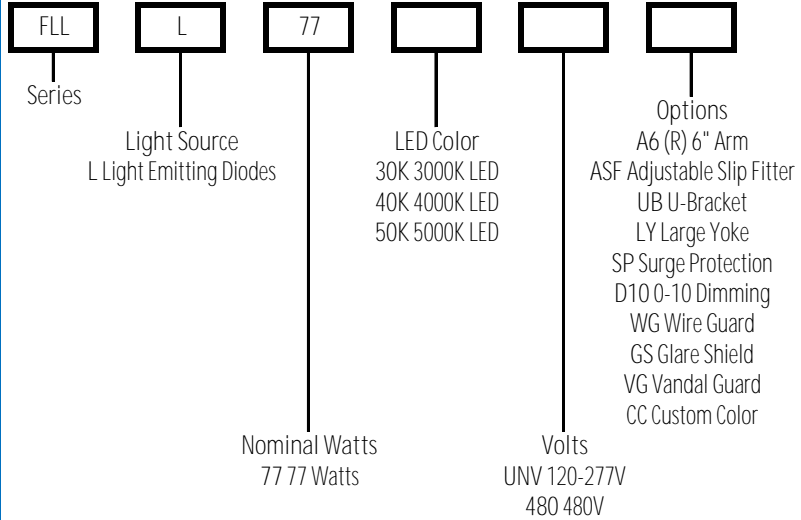 FLL L 77
Series
Light Source
L Light Emitting Diodes
LED Color
30K 3000K LED
40K 4000K LED
50K 5000K LED
Options
A6 (R) 6" Arm
ASF Adjustable Slip Fitter
UB U-Bracket
LY Large Yoke
SP Surge Protection
D10 0-10 Dimming
WG Wire Guard
GS Glare Shield
VG Vandal Guard
CC Custom Color
Nominal Watts
77 77 Watts
Volts
UNV 120-277V
480 480V